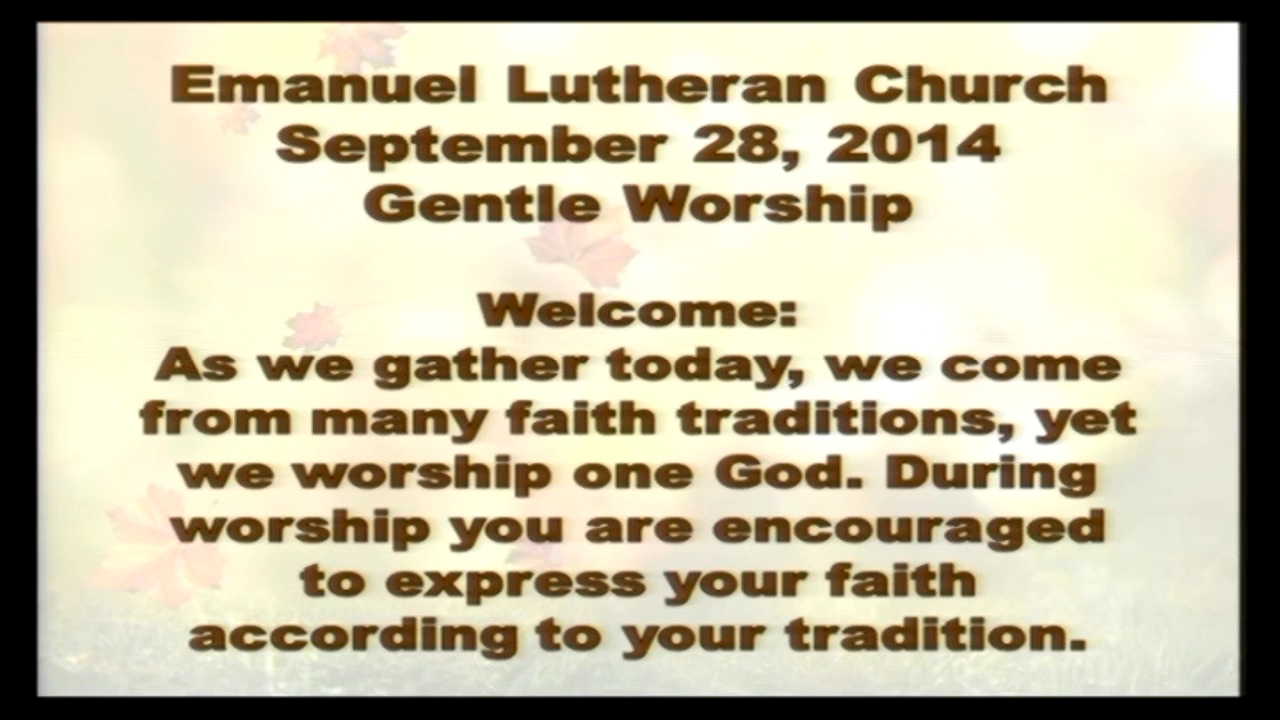 Emanuel Lutheran Church
September 28, 2014
Gentle Worship
Welcome:
As we gather today, we come
from many faith traditions, yet
we worship one God. During
worship you are encouraged
to express your faith
according to your tradition.